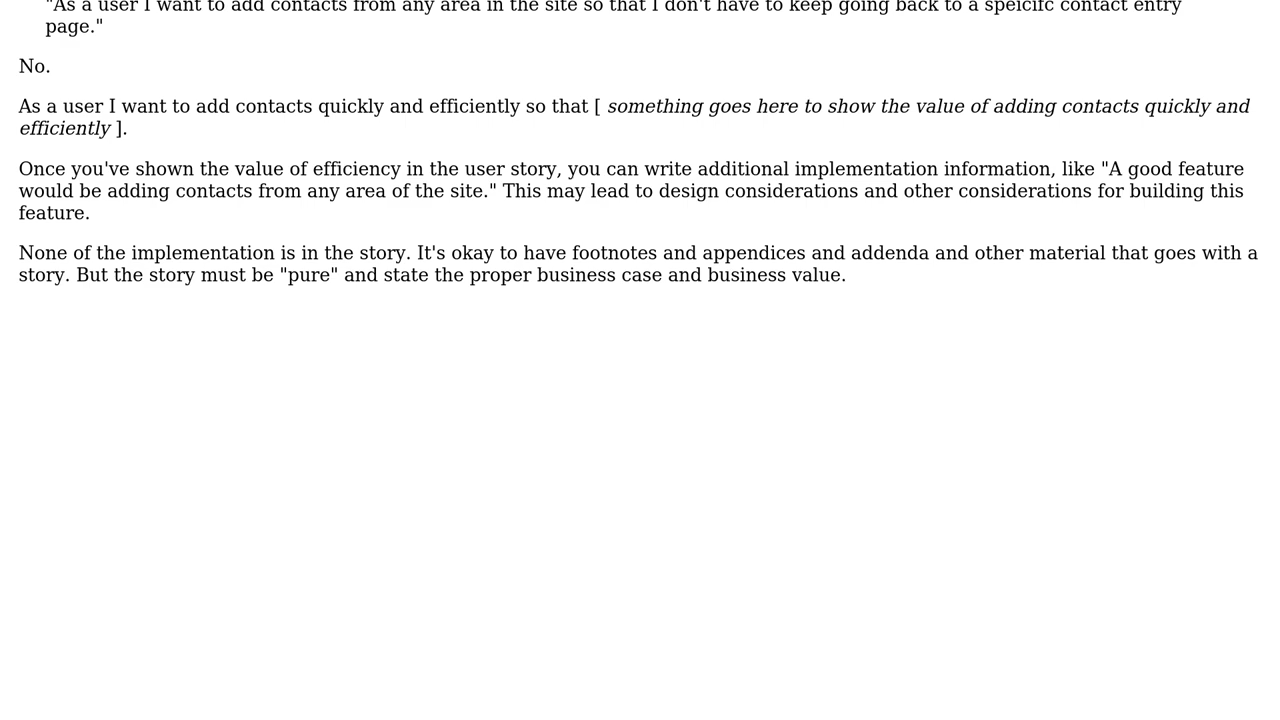 "As a user I want to add contacts from any area in the site so that I don't have to keep going back to a speicifc contact entry
page."
No.
As a user I want to add contacts quickly and efficiently so that [ something goes here to show the value of adding contacts quickly and
efficiently ].
Once you've shown the value of efficiency in the user story, you can write additional implementation information, like "A good feature
would be adding contacts from any area of the site." This may lead to design considerations and other considerations for building this
feature.
None of the implementation is in the story. It's okay to have footnotes and appendices and addenda and other material that goes with a
story. But the story must be "pure" and state the proper business case and business value.